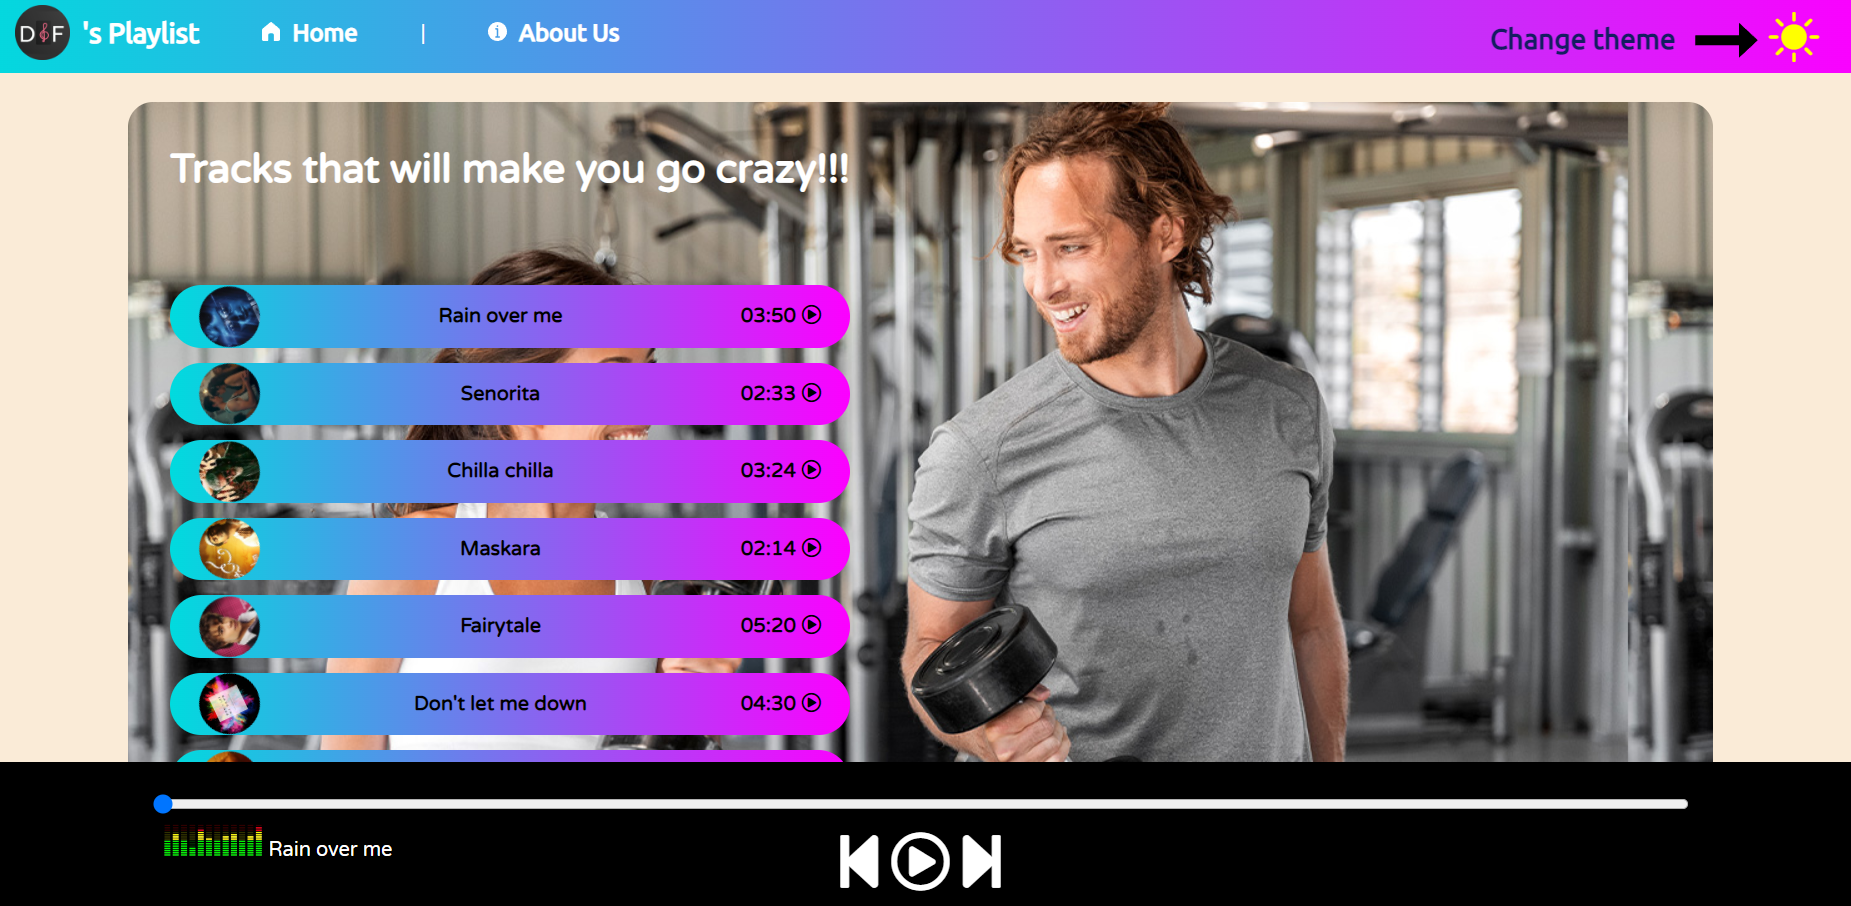 D F 's Playlist Home | About Us Change theme
Tracks that will make you go crazy!!!
Rain over me 03:50
Senorita 02:33
Chilla chilla 03:24
Maskara 02:14
Fairytale 05:20
Don't let me down 04:30
Rain over me